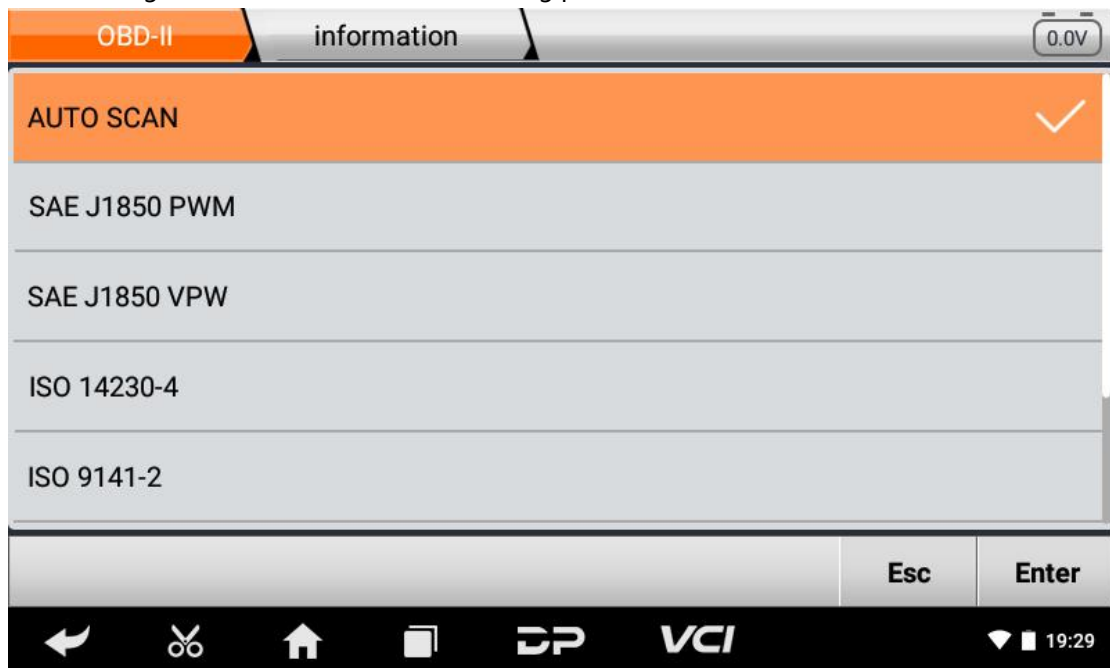 OBD-II information 0.0V
AUTO SCAN
SAE J1850 PWM
SAE J1850 VPW
ISO 14230-4
ISO 9141-2
Esc Enter
DP VCI 19:29